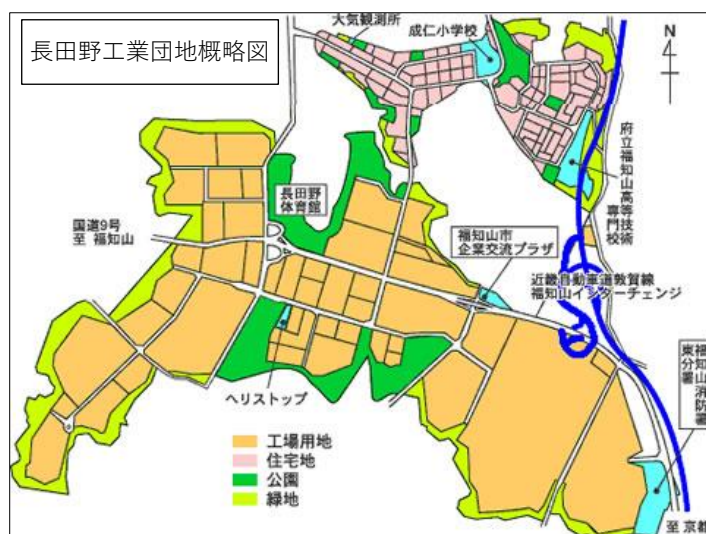 長田野工業団地概略図
大気観測所
成仁小学校
N
府立福知山高等技術
専門校
長田野
体育館
国道9号
至 福知山
福知山市
企業交流プラザ
近畿自動車道敦賀線
福知山インターチェンジ
福知山消防署
東分署
ヘリストップ
工場用地
住宅地
公園
緑地
至 京都